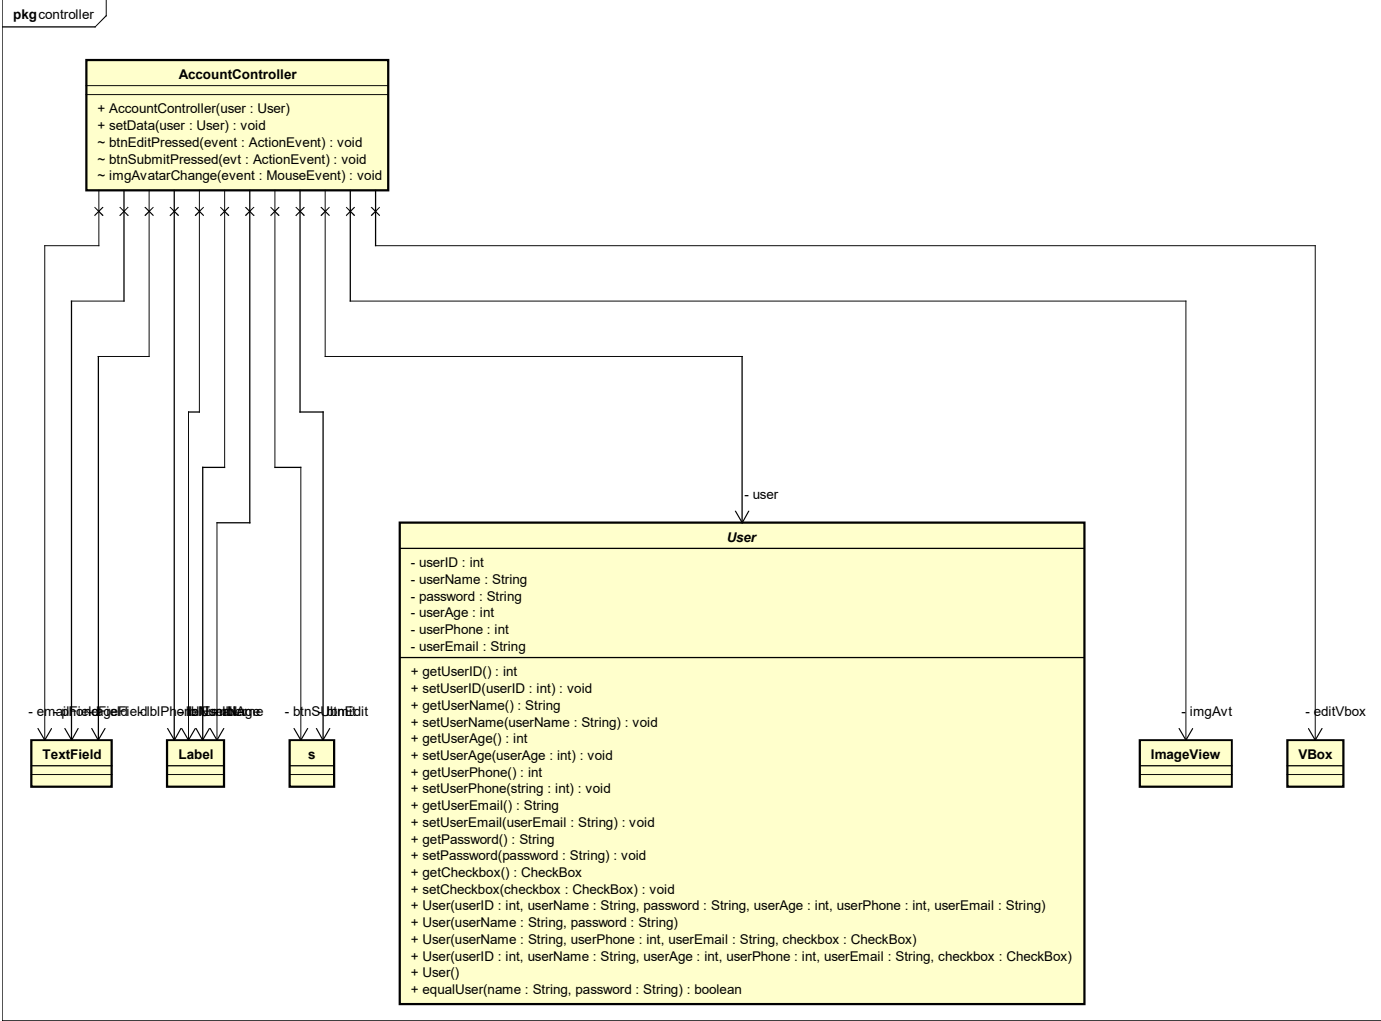 pkg controller
AccountController
+ AccountController(user : User)
+ setData(user : User) : void
~ btnEditPressed(event : ActionEvent) : void
~ btnSubmitPressed(evt : ActionEvent) : void
~ imgAvatarChange(event : MouseEvent) : void
- user
User
- userID : int
- userName : String
- password : String
- userAge : int
- userPhone : int
- userEmail : String
+ getUserID() : int
+ setUserID(userID : int) : void
+ getUserName() : String
+ setUserName(userName : String) : void
+ getUserAge() : int
+ setUserAge(userAge : int) : void
+ getUserPhone() : int
+ setUserPhone(string : int) : void
+ getUserEmail() : String
+ setUserEmail(userEmail : String) : void
+ getPassword() : String
+ setPassword(password : String) : void
+ getCheckbox() : CheckBox
+ setCheckbox(checkbox : CheckBox) : void
+ User(userID : int, userName : String, password : String, userAge : int, userPhone : int, userEmail : String)
+ User(userName : String, password : String)
+ User(userName : String, userPhone : int, userEmail : String, checkbox : CheckBox)
+ User(userID : int, userName : String, userAge : int, userPhone : int, userEmail : String, checkbox : CheckBox)
+ User()
+ equalUser(name : String, password : String) : boolean
- imgAvt
- editVbox
TextField
Label
s
ImageView
VBox